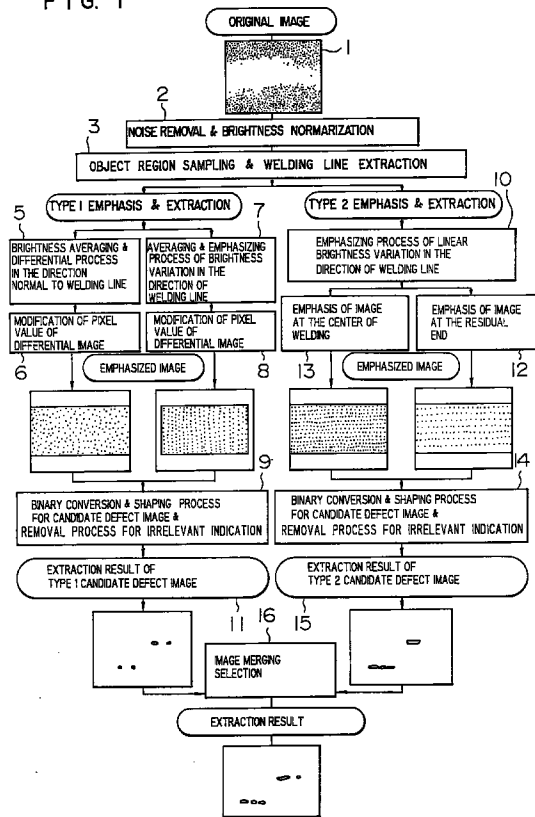 FIG. 1
ORIGINAL IMAGE
1
2
NOISE REMOVAL & BRIGHTNESS NORMARIZATION
3
OBJECT REGION SAMPLING & WELDING LINE EXTRACTION
TYPE 1 EMPHASIS & EXTRACTION
TYPE 2 EMPHASIS & EXTRACTION
5
BRIGHTNESS AVERAGING &
DIFFERENTIAL PROCESS
IN THE DIRECTION
NORMAL TO WELDING LINE
7
AVERAGING & EMPHASIZING
PROCESS OF BRIGHTNESS
VARIATION IN THE
DIRECTION
OF WELDING LINE
10
EMPHASIZING PROCESS OF LINEAR
BRIGHTNESS VARIATION IN THE
DIRECTION OF WELDING LINE
MODIFICATION OF PIXEL
VALUE OF
DIFFERENTIAL IMAGE
6
MODIFICATION OF PIXEL
VALUE OF
DIFFERENTIAL IMAGE
8
EMPHASIS OF IMAGE
AT THE CENTER OF
WELDING
13
EMPHASIS OF IMAGE
AT THE RESIDUAL
END
12
EMPHASIZED IMAGE
EMPHASIZED IMAGE
9
BINARY CONVERSION & SHAPING PROCESS
FOR CANDIDATE DEFECT IMAGE &
REMOVAL PROCESS FOR IRRELEVANT INDICATION
14
BINARY CONVERSION & SHAPING PROCESS
FOR CANDIDATE DEFECT IMAGE &
REMOVAL PROCESS FOR IRRELEVANT INDICATION
EXTRACTION RESULT OF
TYPE 1 CANDIDATE DEFECT IMAGE
11
EXTRACTION RESULT OF
TYPE 2 CANDIDATE DEFECT IMAGE
15
16
IMAGE MERGING
SELECTION
EXTRACTION RESULT